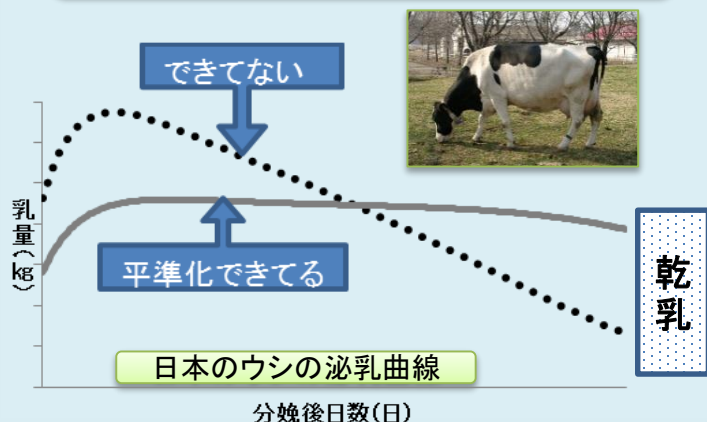 できてない
乳量(kg)
平準化できてる
乾乳
日本のウシの泌乳曲線
分娩後日数(日)